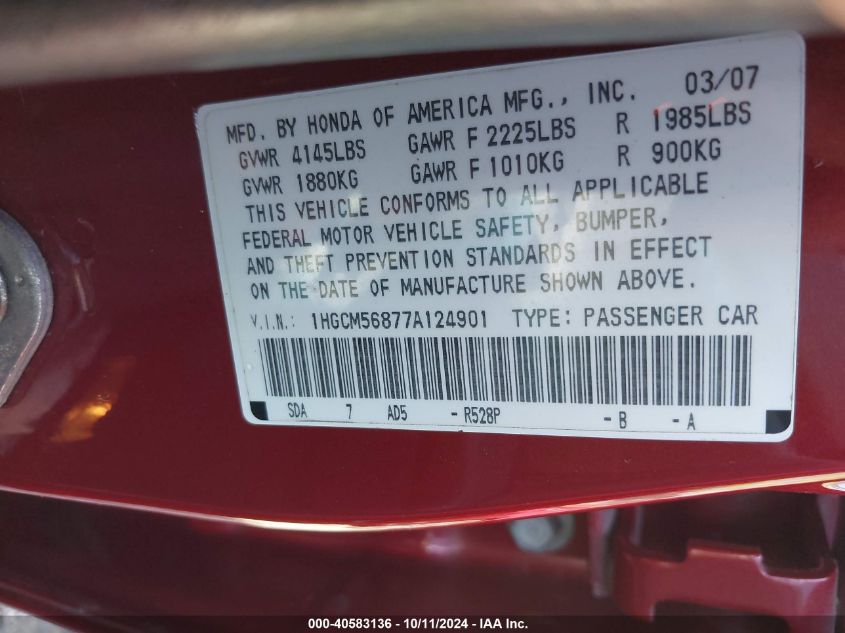 MFD. BY HONDA OF AMERICA MFG., INC. 03/07
GVWR 4145LBS GAWR F 2225LBS R 1985LBS
GVWR 1880KG GAWR F 1010KG R 900KG
THIS VEHICLE CONFORMS TO ALL APPLICABLE
FEDERAL MOTOR VEHICLE SAFETY, BUMPER,
AND THEFT PREVENTION STANDARDS IN EFFECT
ON THE DATE OF MANUFACTURE SHOWN ABOVE.
V.I.N.: 1HGCM56877A124901 TYPE: PASSENGER CAR
SDA 7 AD5 - R528P - B - A
000-40583136 - 10/11/2024 - IAA Inc.